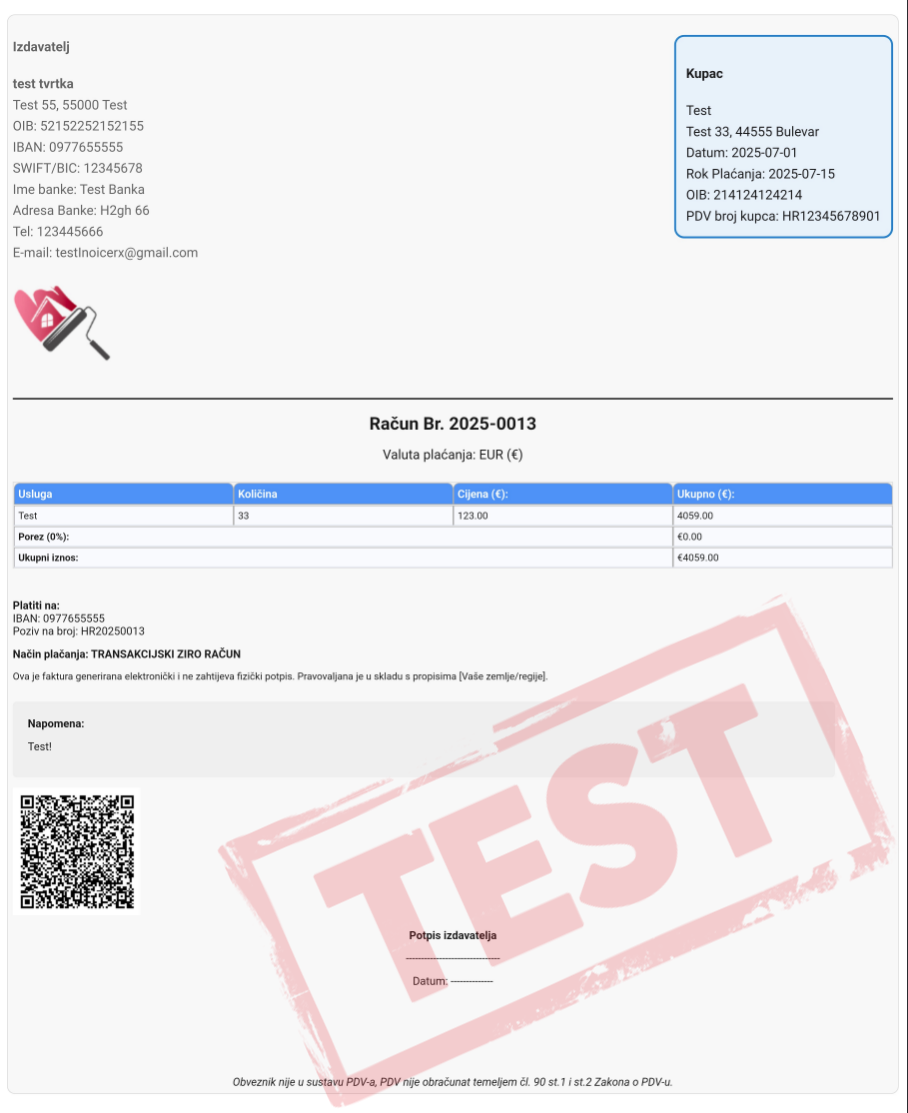 Izdavatelj
test tvrtka
Test 55, 55000 Test
OIB: 52152252152155
IBAN: 0977655555
SWIFT/BIC: 12345678
Ime banke: Test Banka
Adresa Banke: H2gh 66
Tel: 123445666
E-mail: testInoicerx@gmail.com
Kupac
Test
Test 33, 44555 Bulevar
Datum: 2025-07-01
Rok Plaćanja: 2025-07-15
OIB: 214124124214
PDV broj kupca: HR12345678901
Račun Br. 2025-0013
Valuta plaćanja: EUR (€)
Usluga Količina Cijena (€): Ukupno (€):
Test 33 123.00 4059.00
Porez (0%): €0.00
Ukupni iznos: €4059.00
Platiti na:
IBAN: 0977655555
Poziv na broj: HR20250013
Način plačanja: TRANSAKCIJSKI ZIRO RAČUN
Ova je faktura generirana elektronički i ne zahtijeva fizički potpis. Pravovaljana je u skladu s propisima [Vaše zemlje/regije].
Napomena:
Test!
TEST
Potpis izdavatelja
Datum: --------------
Obveznik nije u sustavu PDV-a, PDV nije obračunat temeljem čl. 90 st.1 i st.2 Zakona o PDV-u.